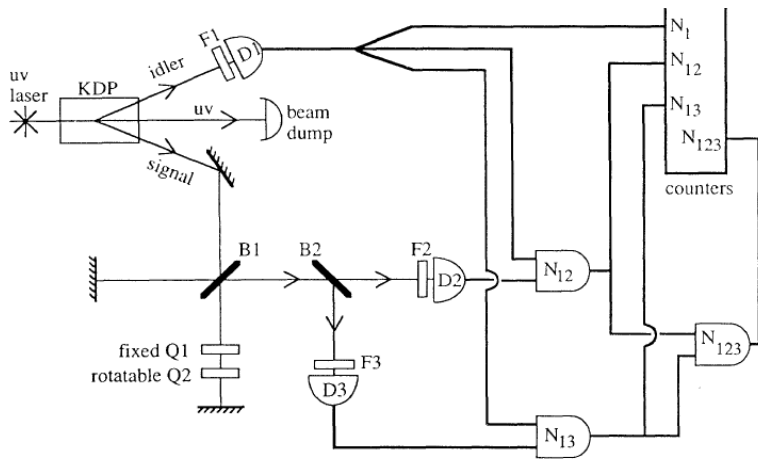 uv
laser
KDP
idler
F1
D1
uv
beam
dump
signal
N1
N12
N13
N123
counters
B1
B2
F2
D2
N12
fixed Q1
rotatable Q2
F3
D3
N123
N13